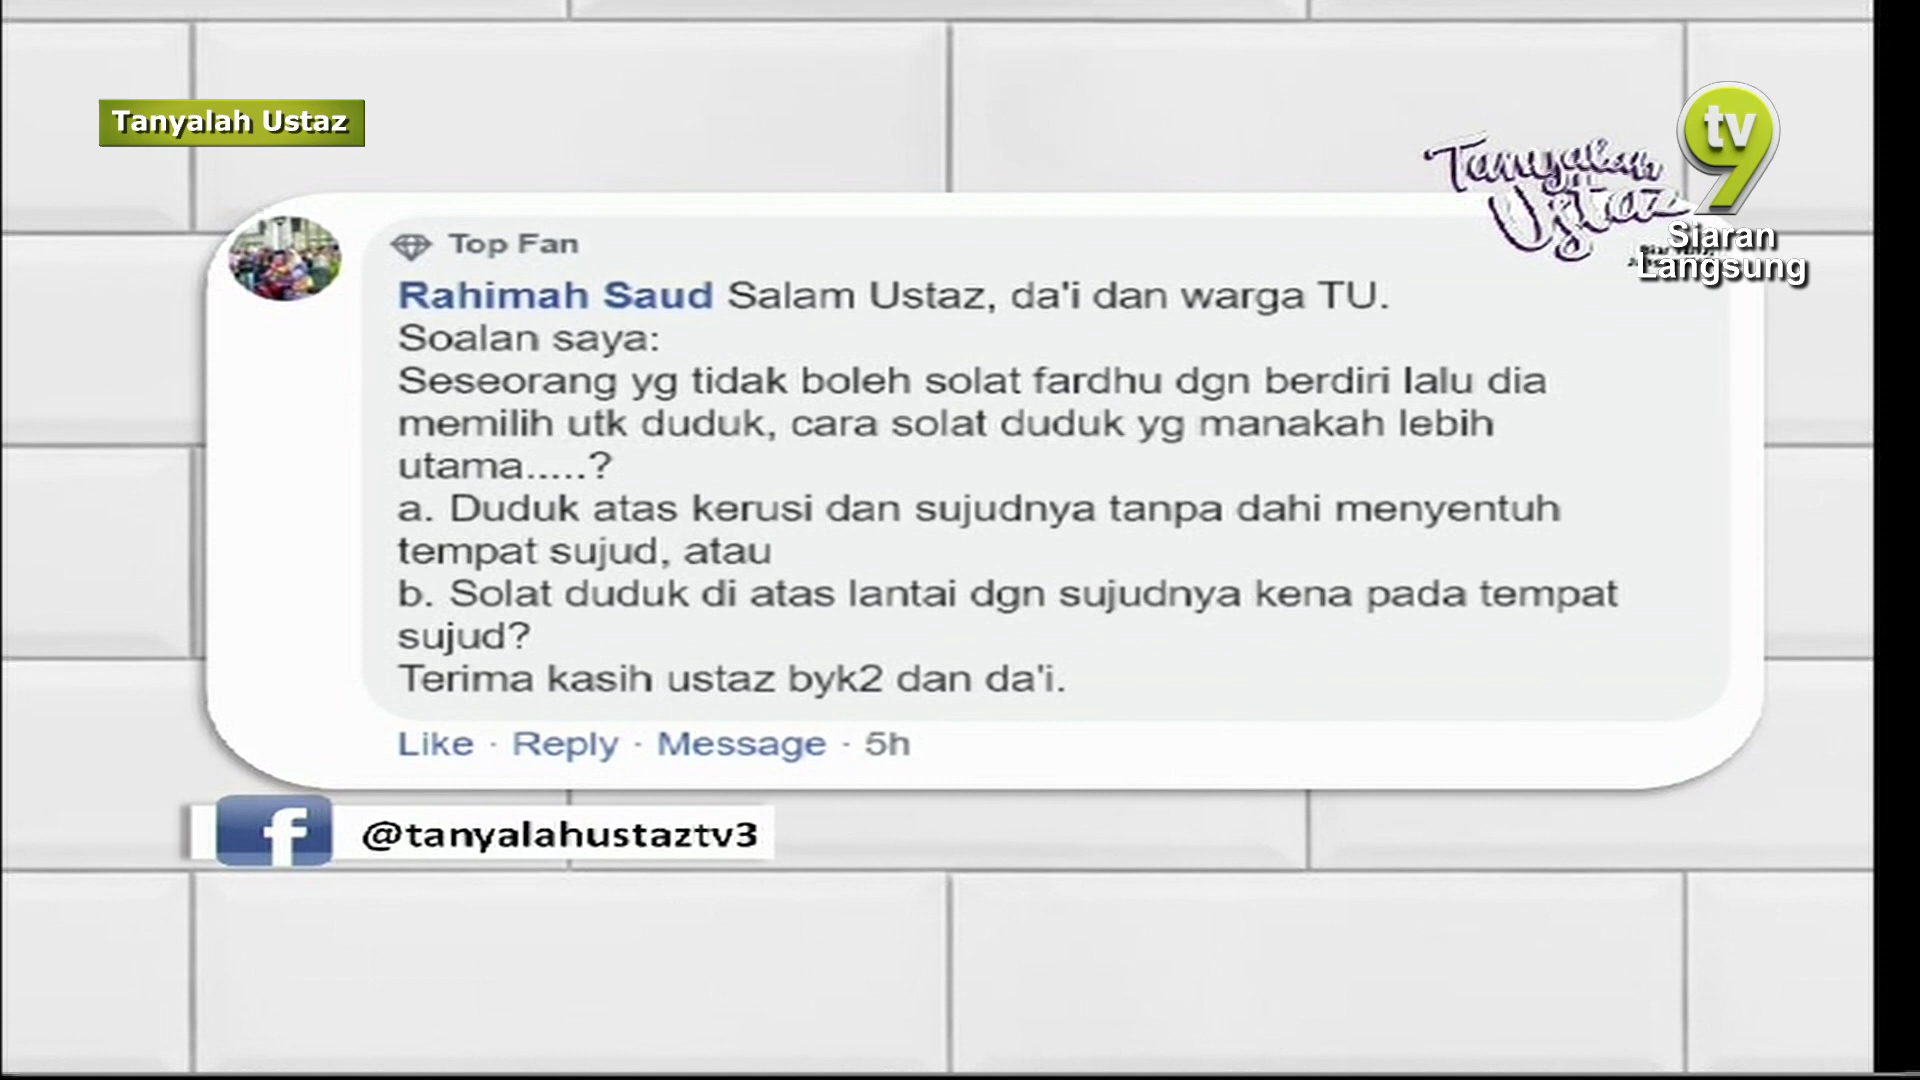 Tanyalah Ustaz
tv9
Tanyalah
Ustaz
Siaran
Langsung
Top Fan
Rahimah Saud Salam Ustaz, da'i dan warga TU.
Soalan saya:
Seseorang yg tidak boleh solat fardhu dgn berdiri lalu dia
memilih utk duduk, cara solat duduk yg manakah lebih
utama.....?
a. Duduk atas kerusi dan sujudnya tanpa dahi menyentuh
tempat sujud, atau
b. Solat duduk di atas lantai dgn sujudnya kena pada tempat
sujud?
Terima kasih ustaz byk2 dan da'i.
Like · Reply · Message · 5h
f @tanyalahustaztv3